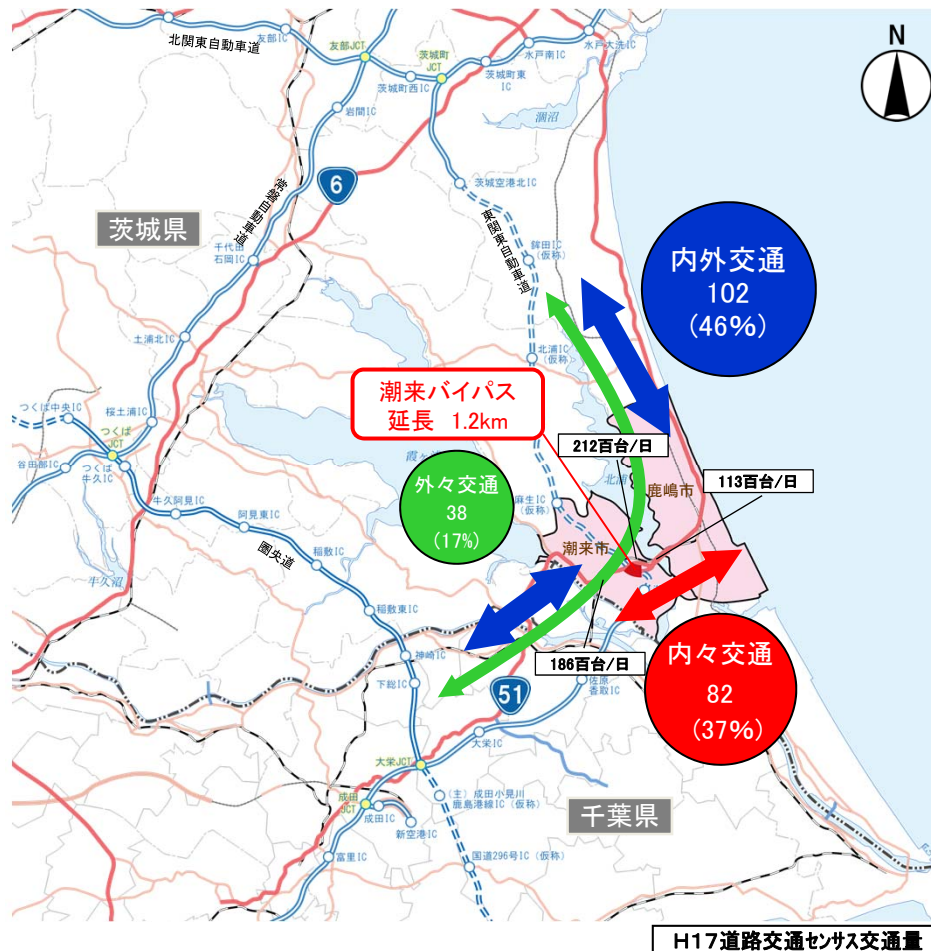 北関東自動車道
友部IC
友部JCT
茨城町
JCT
水戸南IC
水戸大洗IC
N
茨城町西IC
茨城町東
IC
岩間IC
涸沼
6
茨城空港北IC
常磐自動車道
茨城県
東関東自動車道
千代田
石岡IC
鉾田IC
(仮称)
内外交通
102
(46%)
土浦北IC
北浦IC
(仮称)
潮来バイパス
延長 1.2km
つくば中央IC
桜土浦IC
つくば
JCT
谷田部IC
つくば
牛久IC
212百台/日
霞ヶ
北浦
外々交通
38
(17%)
113百台/日
鹿嶋市
牛久阿見IC
麻生IC
(仮称)
阿見東IC
潮来市
圏央道
稲敷IC
牛久沼
稲敷東IC
神崎IC
186百台/日
内々交通
82
(37%)
下総IC
51
佐原
香取IC
大栄IC
大栄JCT
(主)成田小見川
鹿島港線IC(仮称)
成田
JCT
成田IC
新空港IC
千葉県
富里IC
国道296号IC(仮称)
H17道路交通センサス交通量